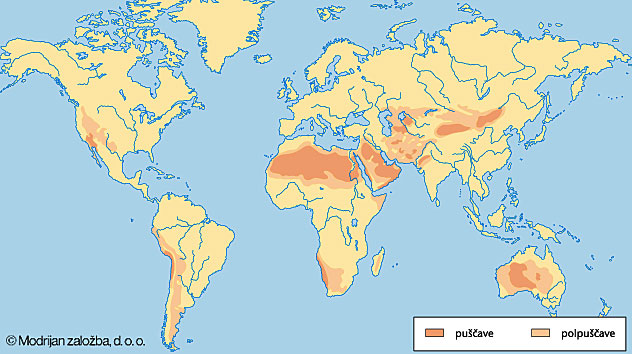 puščave
polpuščave
© Modrijan založba, d. o. o.